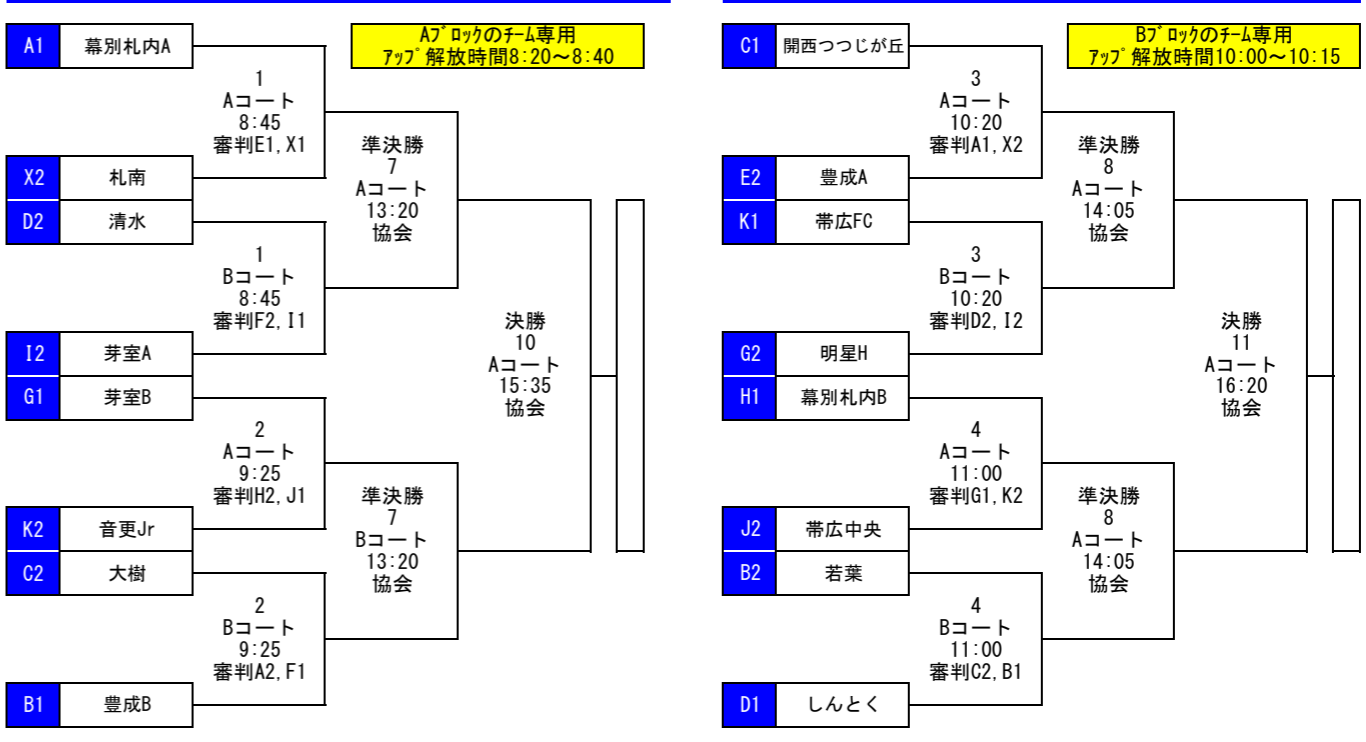 A1 幕別札内A
Aﾌﾞﾛｯｸのﾁｰﾑ専用
ｱｯﾌﾟ解放時間8:20～8:40
1
Aコート
8:45
審判E1,X1
X2 札南
D2 清水
準決勝
7
Aコート
13:20
協会
1
Bコート
8:45
審判F2,I1
I2 芽室A
G1 芽室B
決勝
10
Aコート
15:35
協会
2
Aコート
9:25
審判H2,J1
K2 音更Jr
C2 大樹
準決勝
7
Bコート
13:20
協会
2
Bコート
9:25
審判A2,F1
B1 豊成B
C1 開西つつじが丘
Bﾌﾞﾛｯｸのﾁｰﾑ専用
ｱｯﾌﾟ解放時間10:00～10:15
3
Aコート
10:20
審判A1,X2
E2 豊成A
K1 帯広FC
準決勝
8
Aコート
14:05
協会
3
Bコート
10:20
審判D2,I2
G2 明星H
H1 幕別札内B
決勝
11
Aコート
16:20
協会
4
Aコート
11:00
審判G1,K2
J2 帯広中央
B2 若葉
準決勝
8
Aコート
14:05
協会
4
Bコート
11:00
審判C2,B1
D1 しんとく